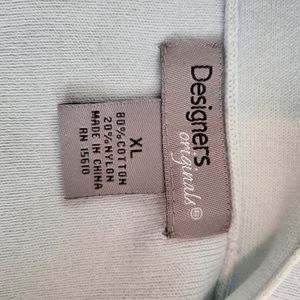 Designers
originals
XL
80% COTTON
20% NYLON
MADE IN CHINA
RN 15610